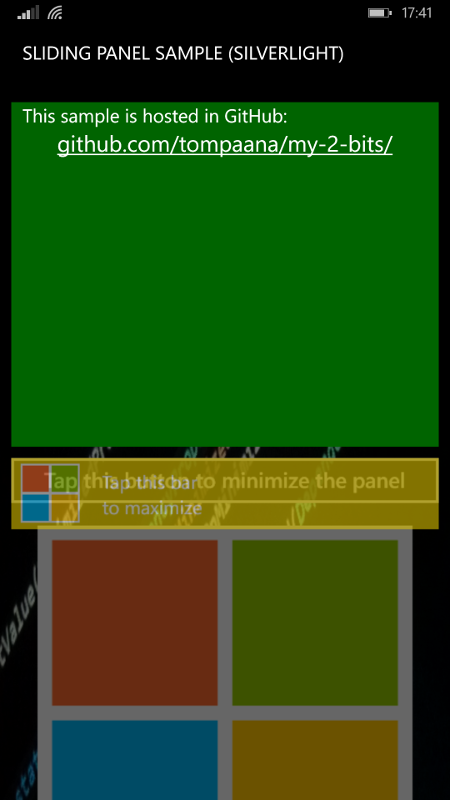 17:41
SLIDING PANEL SAMPLE (SILVERLIGHT)
This sample is hosted in GitHub:
github.com/tompaana/my-2-bits/
Tap this button to minimize the panel
Tap this bar
to maximize